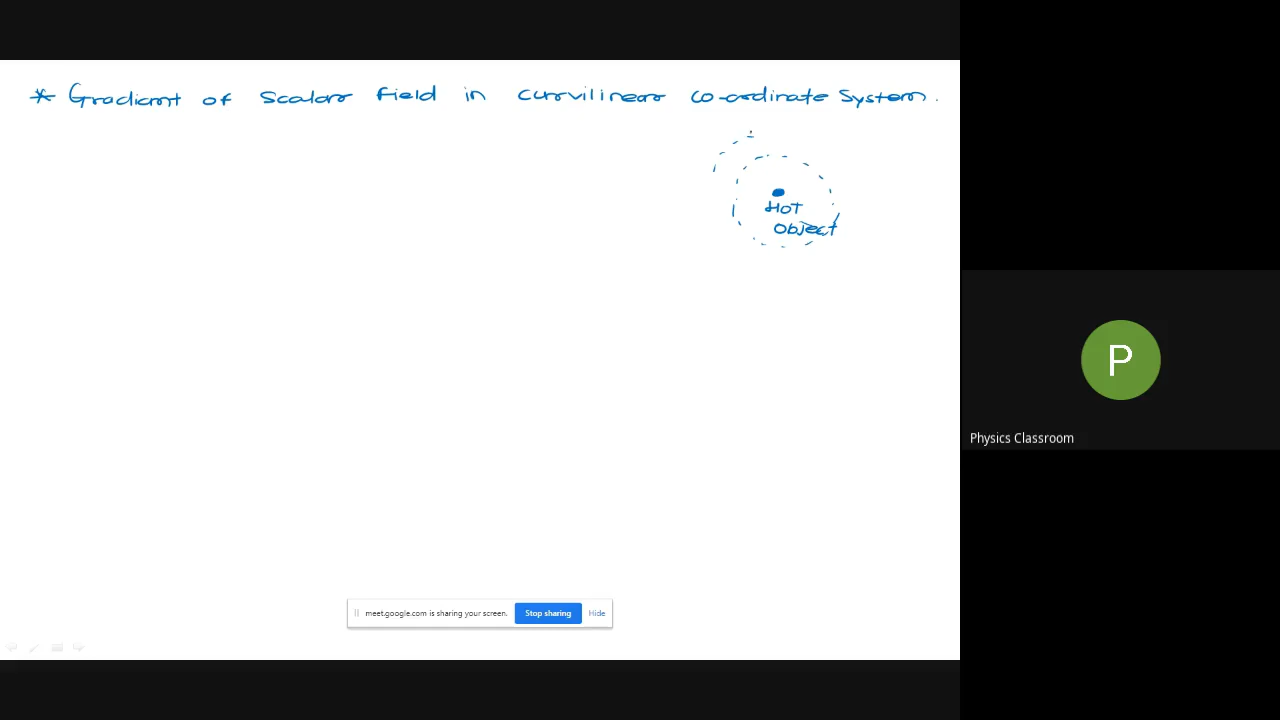 * Gradient of Scalar Field in curvilinear co-ordinate System.
HOT
Object
P
Physics Classroom
meet.google.com is sharing your screen.
Stop sharing
Hide